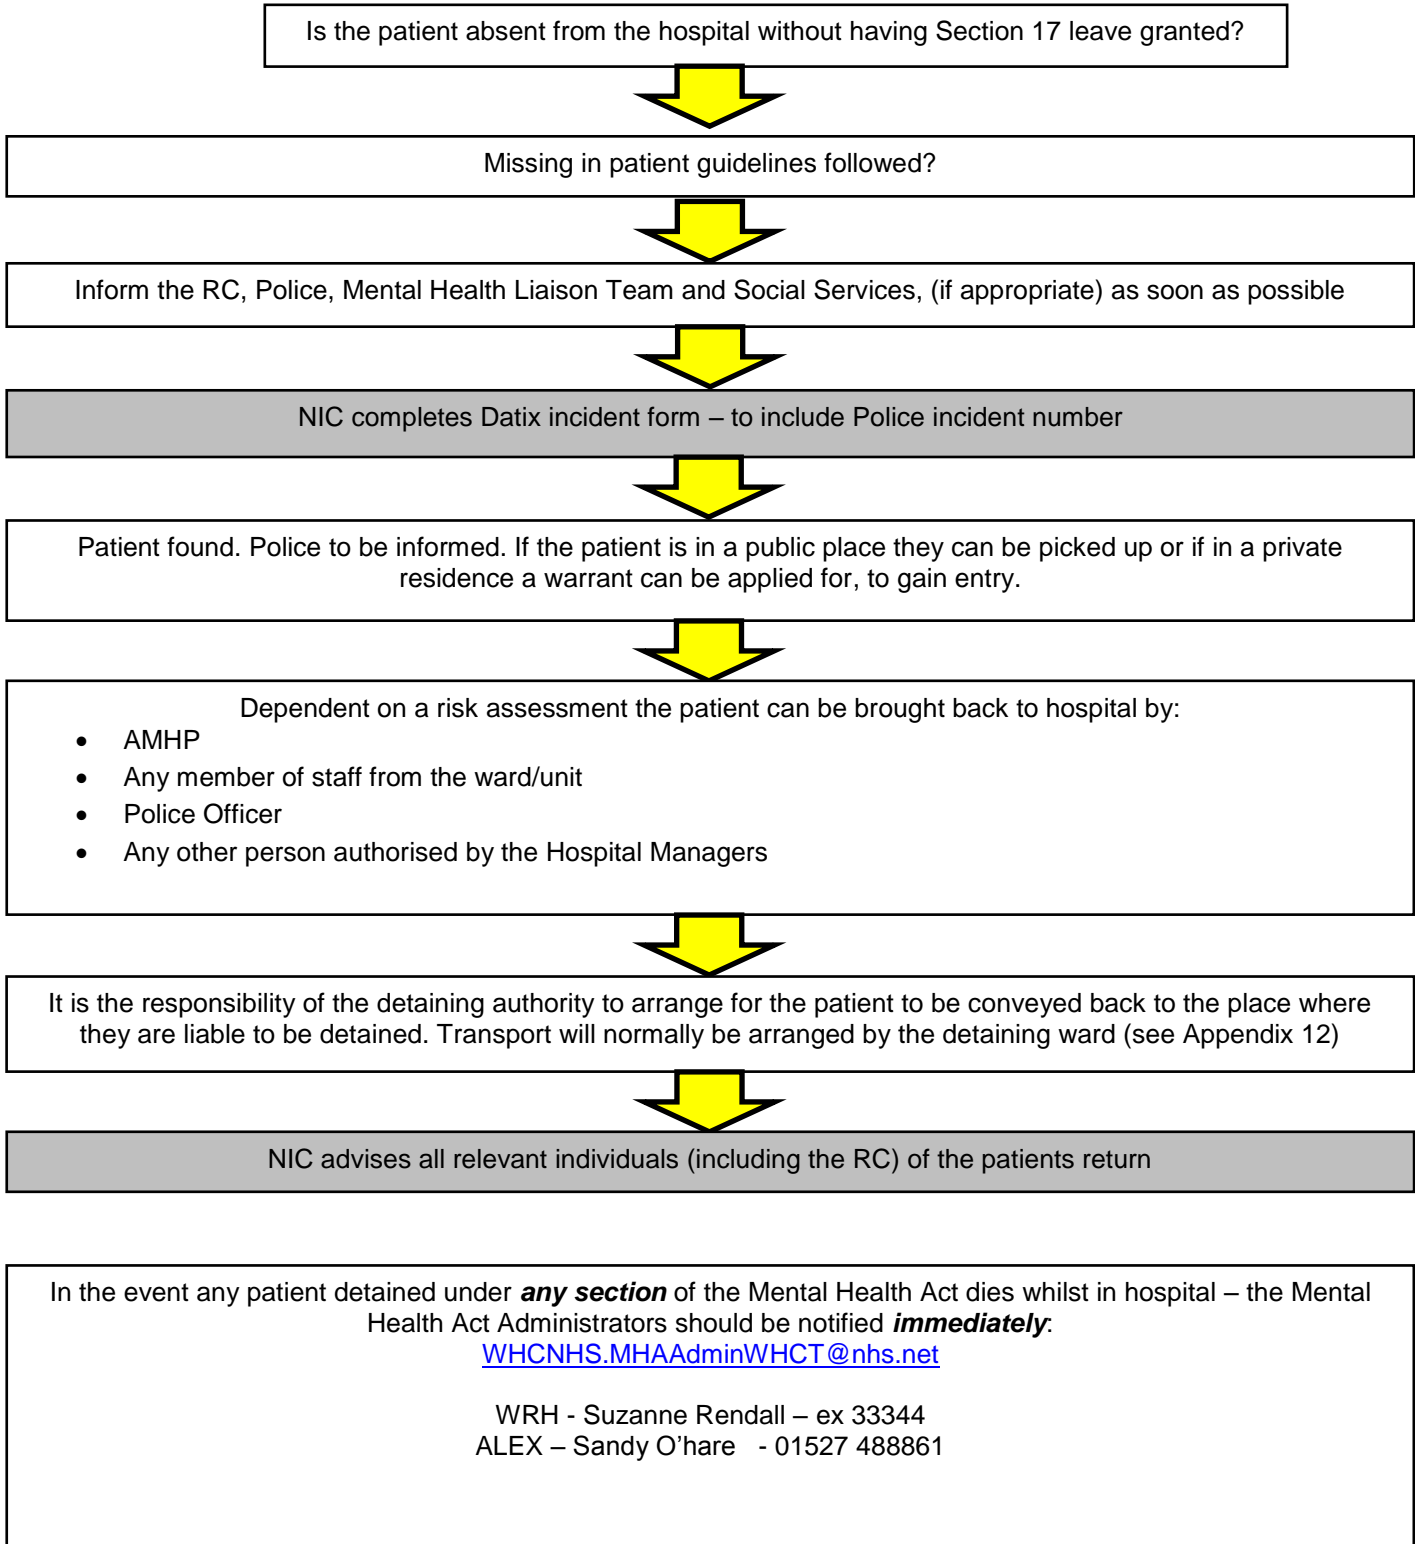 Is the patient absent from the hospital without having Section 17 leave granted?
Missing in patient guidelines followed?
Inform the RC, Police, Mental Health Liaison Team and Social Services, (if appropriate) as soon as possible
NIC completes Datix incident form – to include Police incident number
Patient found. Police to be informed. If the patient is in a public place they can be picked up or if in a private
residence a warrant can be applied for, to gain entry.
Dependent on a risk assessment the patient can be brought back to hospital by:
• AMHP
• Any member of staff from the ward/unit
• Police Officer
• Any other person authorised by the Hospital Managers
It is the responsibility of the detaining authority to arrange for the patient to be conveyed back to the place where
they are liable to be detained. Transport will normally be arranged by the detaining ward (see Appendix 12)
NIC advises all relevant individuals (including the RC) of the patients return
In the event any patient detained under any section of the Mental Health Act dies whilst in hospital – the Mental
Health Act Administrators should be notified immediately:
WHCNHS.MHAAdminWHCT@nhs.net
WRH - Suzanne Rendall – ex 33344
ALEX – Sandy O'hare - 01527 488861